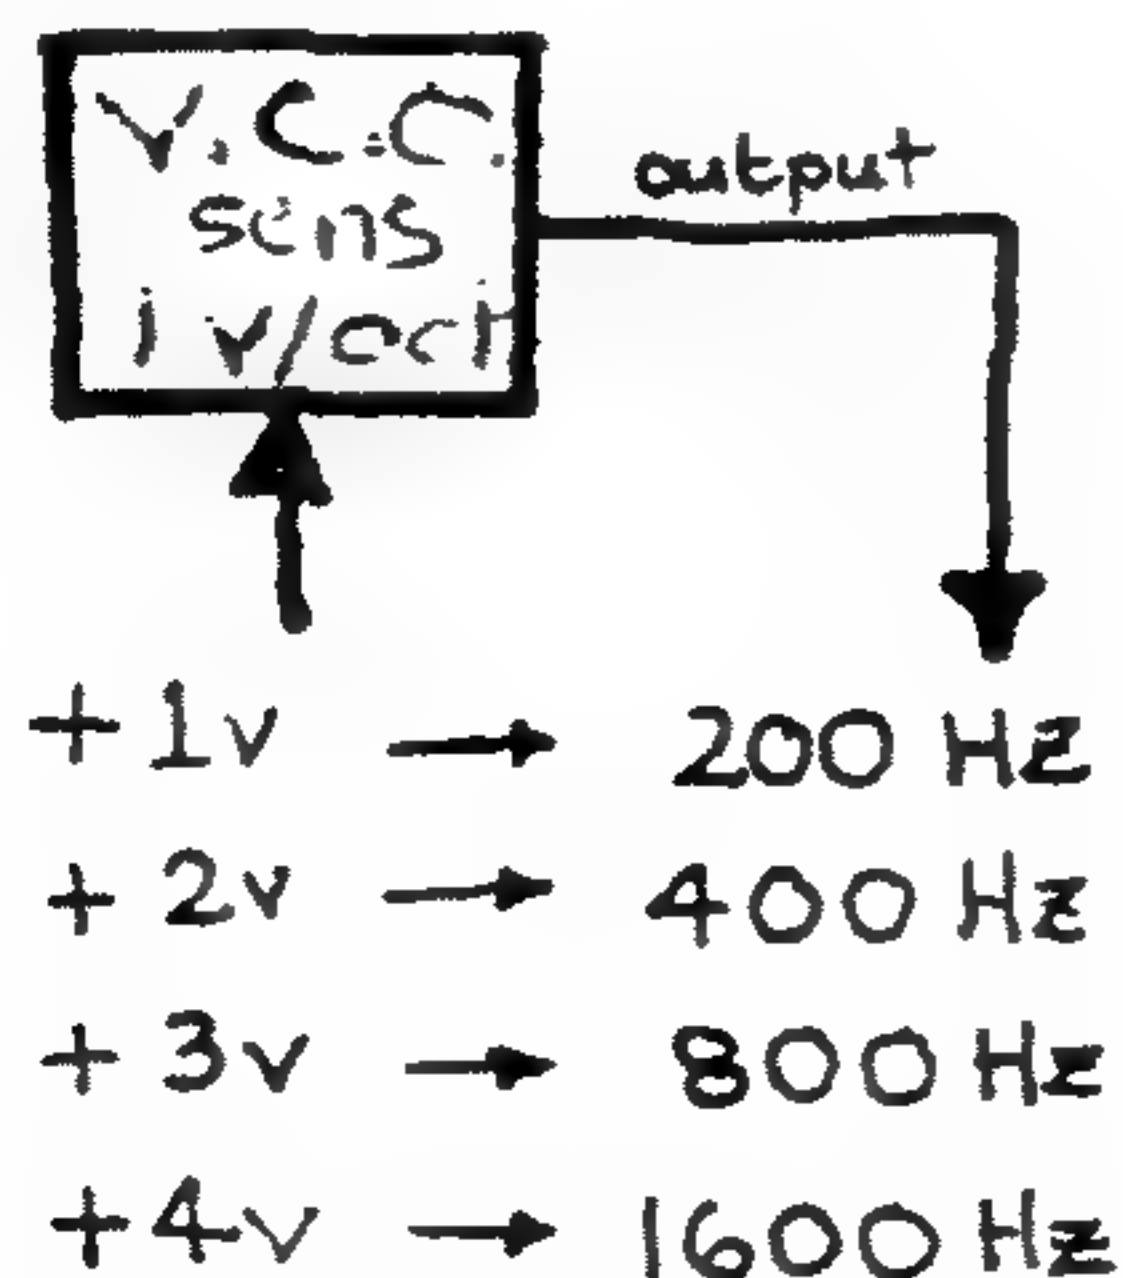 V.C.C.
sens
1 v/oct
output
+ 1v → 200 Hz
+ 2v → 400 Hz
+ 3v → 800 Hz
+ 4v → 1600 Hz